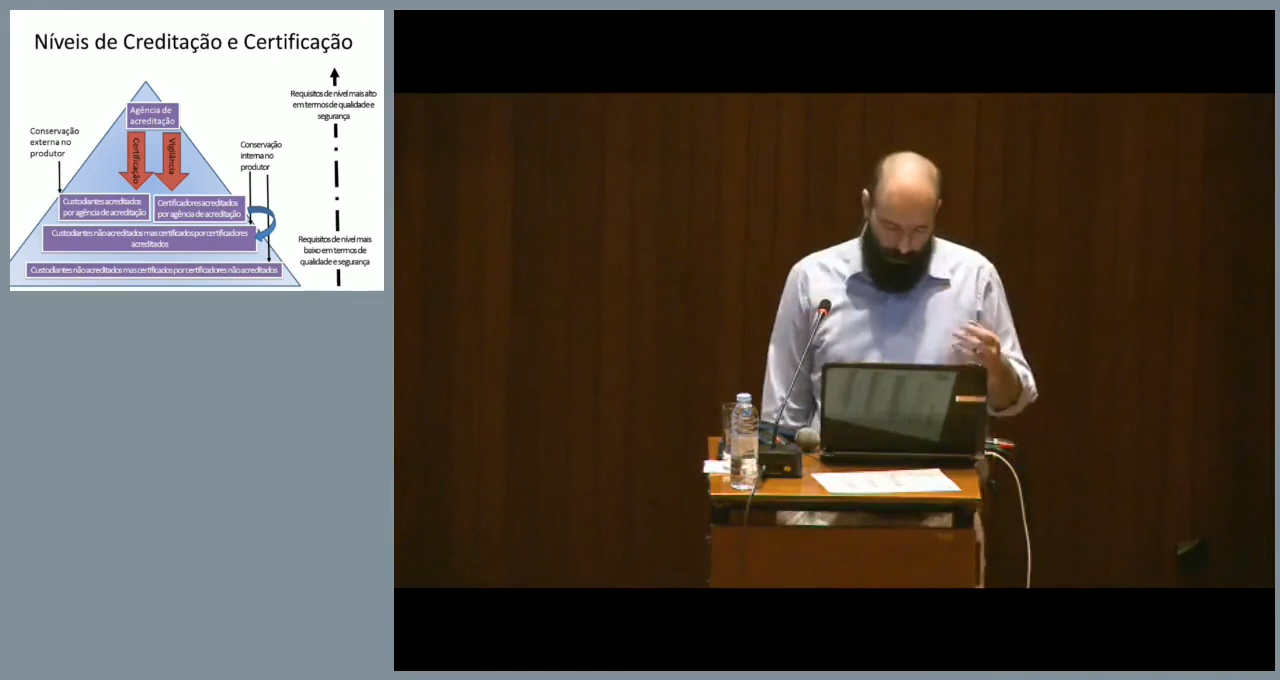 Níveis de Creditação e Certificação
Requisitos de nível mais alto
em termos de qualidade e
segurança
Agência de
acreditação
Conservação
externa no
produtor
Certificação
Vigilância
Conservação
interna no
produtor
Custodiantes acreditados
por agência de acreditação
Certificadores acreditados
por agência de acreditação
Custodiantes não acreditados mas certificados por certificadores
acreditados
Requisitos de nível mais
baixo em termos de
qualidade e segurança
Custodiantes não acreditados mas certificados por certificadores não acreditados